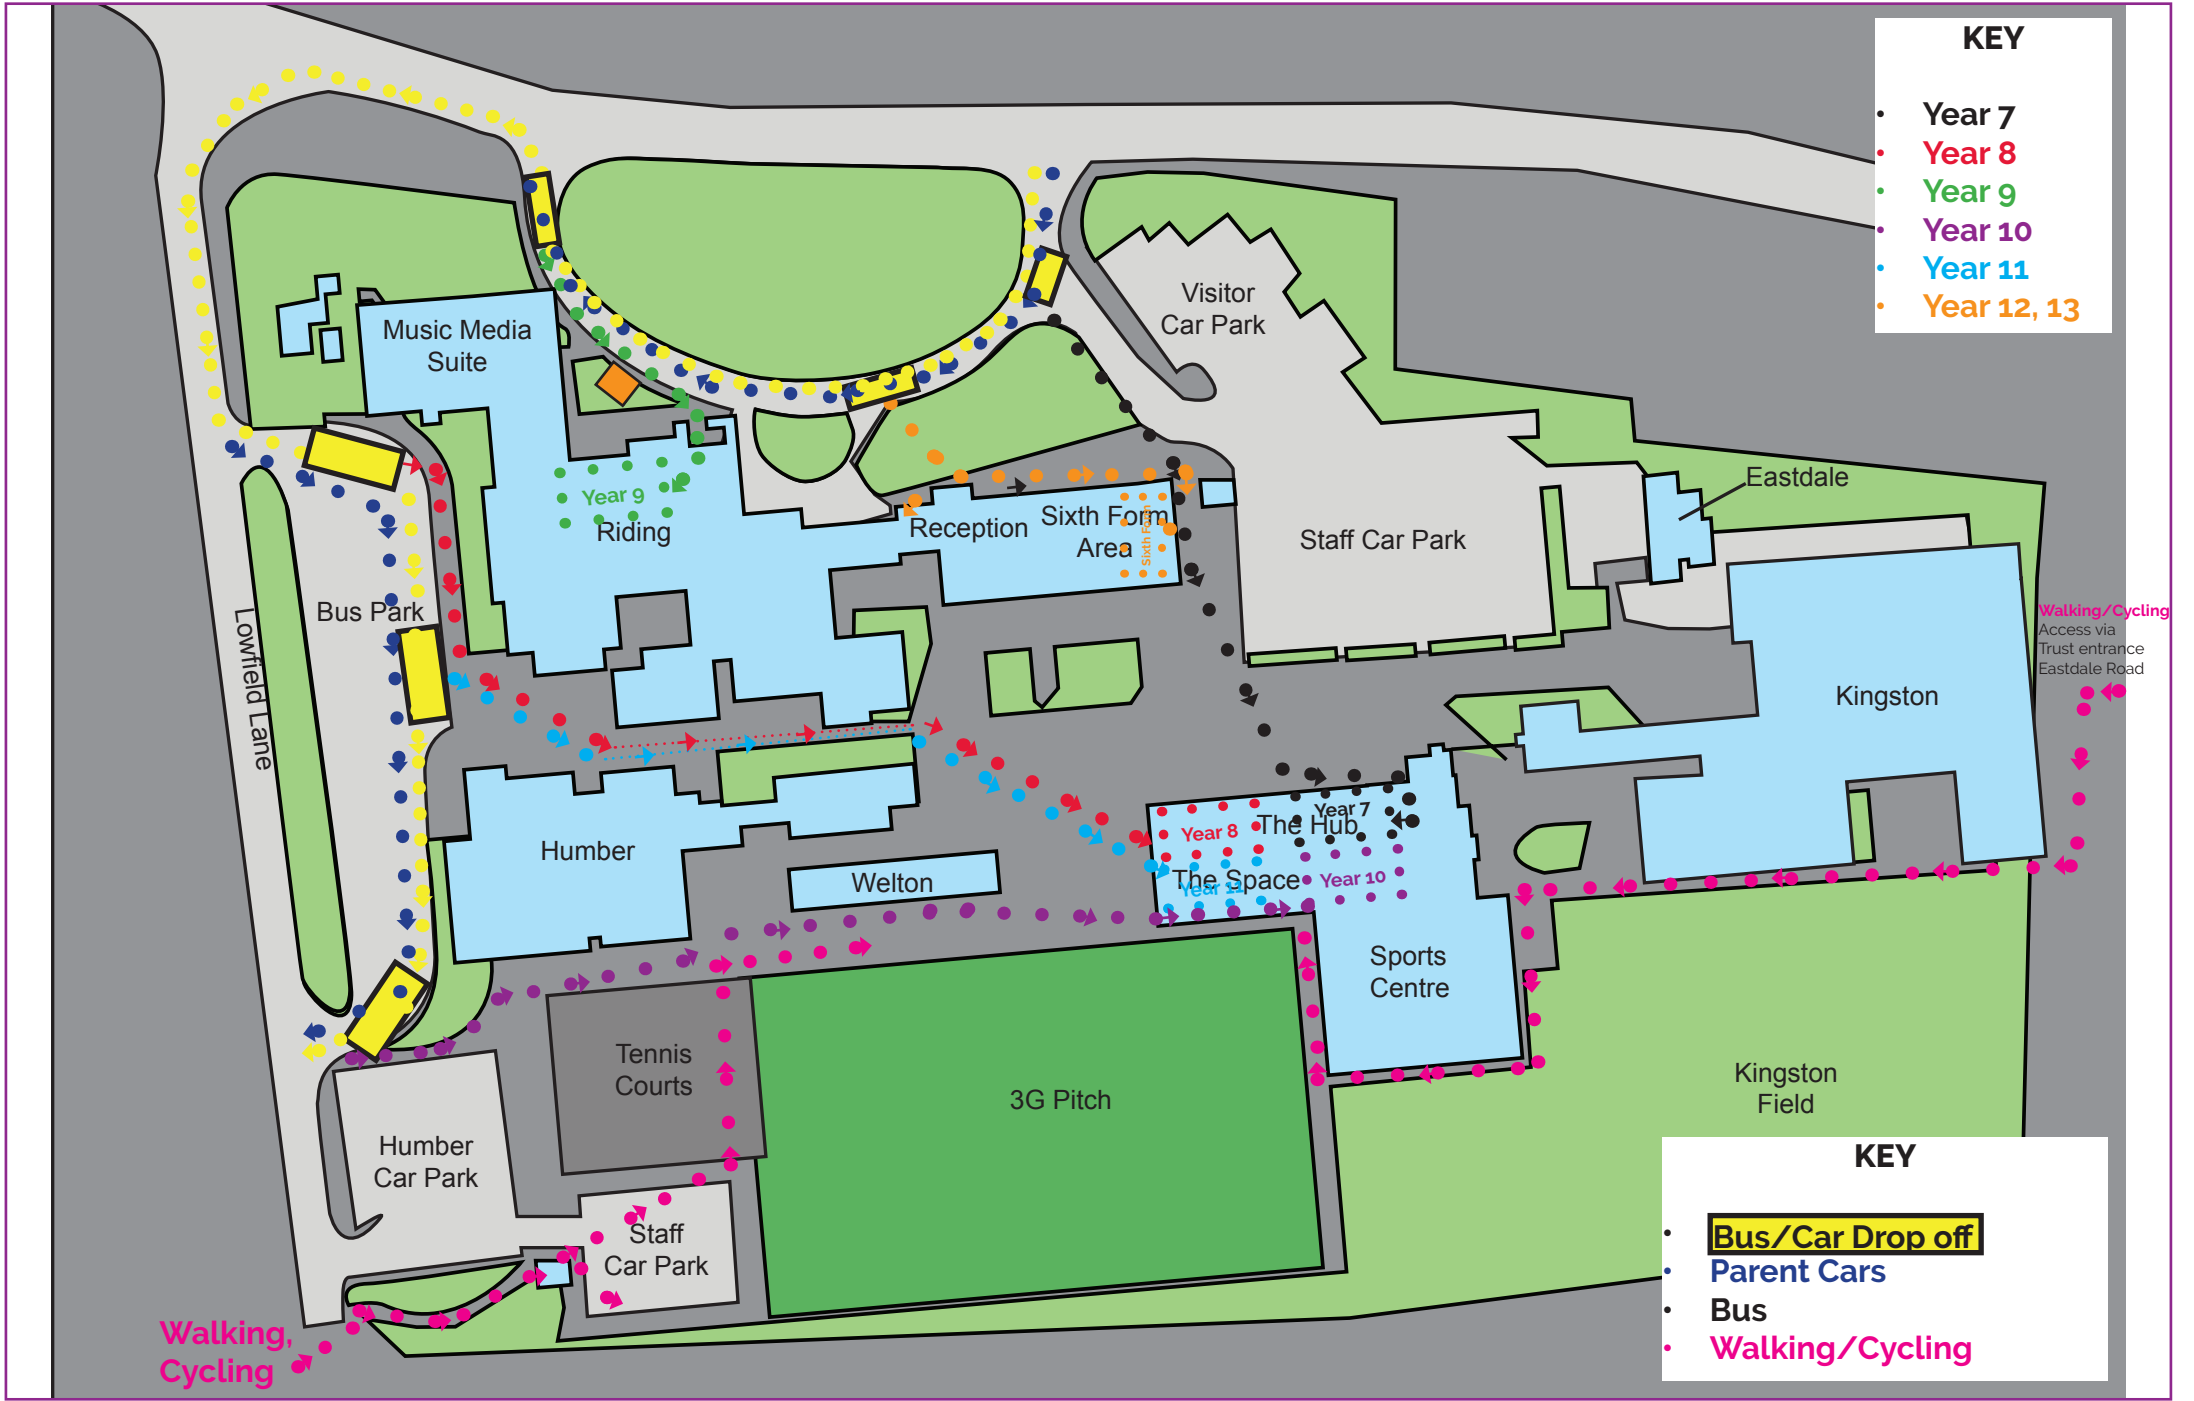 KEY
Year 7
Year 8
Year 9
Year 10
Year 11
Year 12, 13
Visitor
Car Park
Music Media
Suite
Eastdale
Year 9
Riding
Reception
Sixth Form
Area
Sixth Form
Staff Car Park
Bus Park
Lowfield Lane
Walking/Cycling
Access via
Trust entrance
Eastdale Road
Kingston
Year 7
The Hub
Year 8
Humber
Welton
The Space
Year 11
Year 10
Sports
Centre
Tennis
Courts
3G Pitch
Kingston
Field
Humber
Car Park
Staff
Car Park
Walking,
Cycling
KEY
Bus/Car Drop off
Parent Cars
Bus
Walking/Cycling